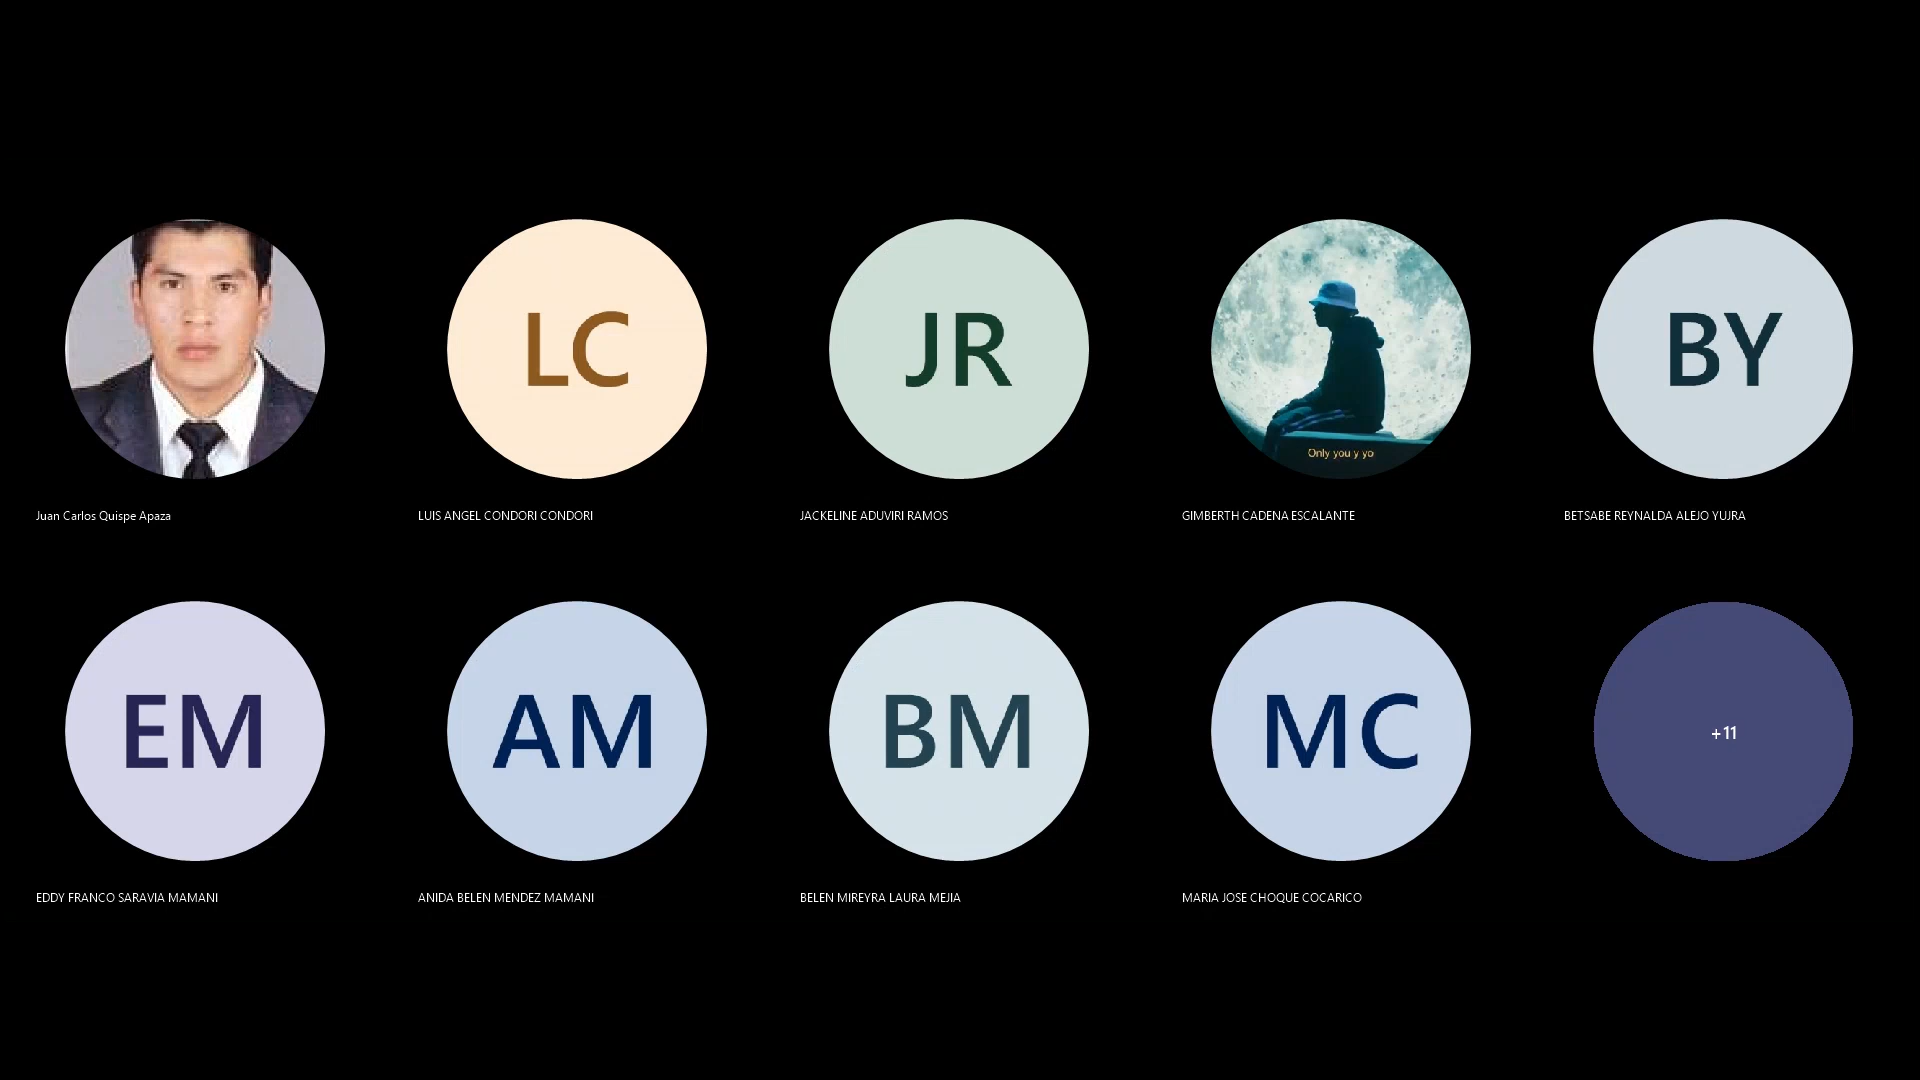 LC
JR
Only you y yo
BY
Juan Carlos Quispe Apaza
LUIS ANGEL CONDORI CONDORI
JACKELINE ADUVIRI RAMOS
GIMBERTH CADENA ESCALANTE
BETSABE REYNALDA ALEJO YUJRA
EM
AM
BM
MC
+11
EDDY FRANCO SARAVIA MAMANI
ANIDA BELEN MENDEZ MAMANI
BELEN MIREYRA LAURA MEJIA
MARIA JOSE CHOQUE COCARICO